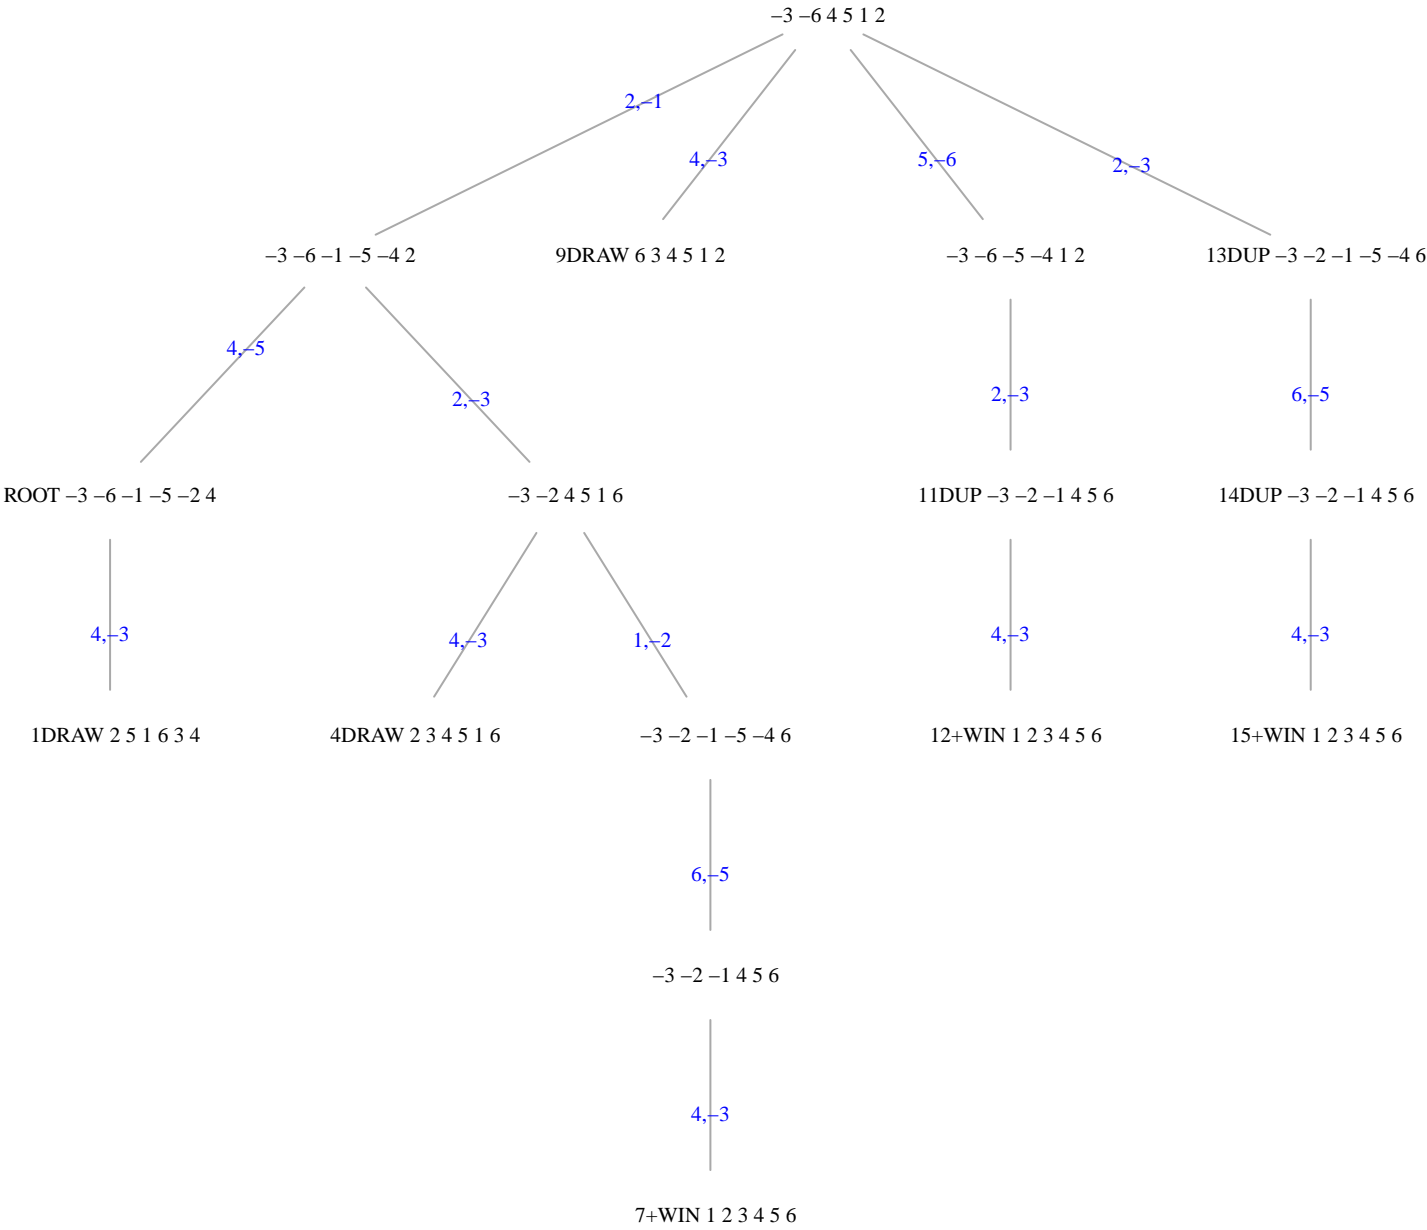 −3 −6 4 5 1 2
2,−1
4,−3
5,−6
2,−3
−3 −6 −1 −5 −4 2
9DRAW 6 3 4 5 1 2
−3 −6 −5 −4 1 2
13DUP −3 −2 −1 −5 −4 6
4,−5
2,−3
2,−3
6,−5
ROOT −3 −6 −1 −5 −2 4
−3 −2 4 5 1 6
11DUP −3 −2 −1 4 5 6
14DUP −3 −2 −1 4 5 6
4,−3
4,−3
1,−2
4,−3
4,−3
1DRAW 2 5 1 6 3 4
4DRAW 2 3 4 5 1 6
−3 −2 −1 −5 −4 6
12+WIN 1 2 3 4 5 6
15+WIN 1 2 3 4 5 6
6,−5
−3 −2 −1 4 5 6
4,−3
7+WIN 1 2 3 4 5 6